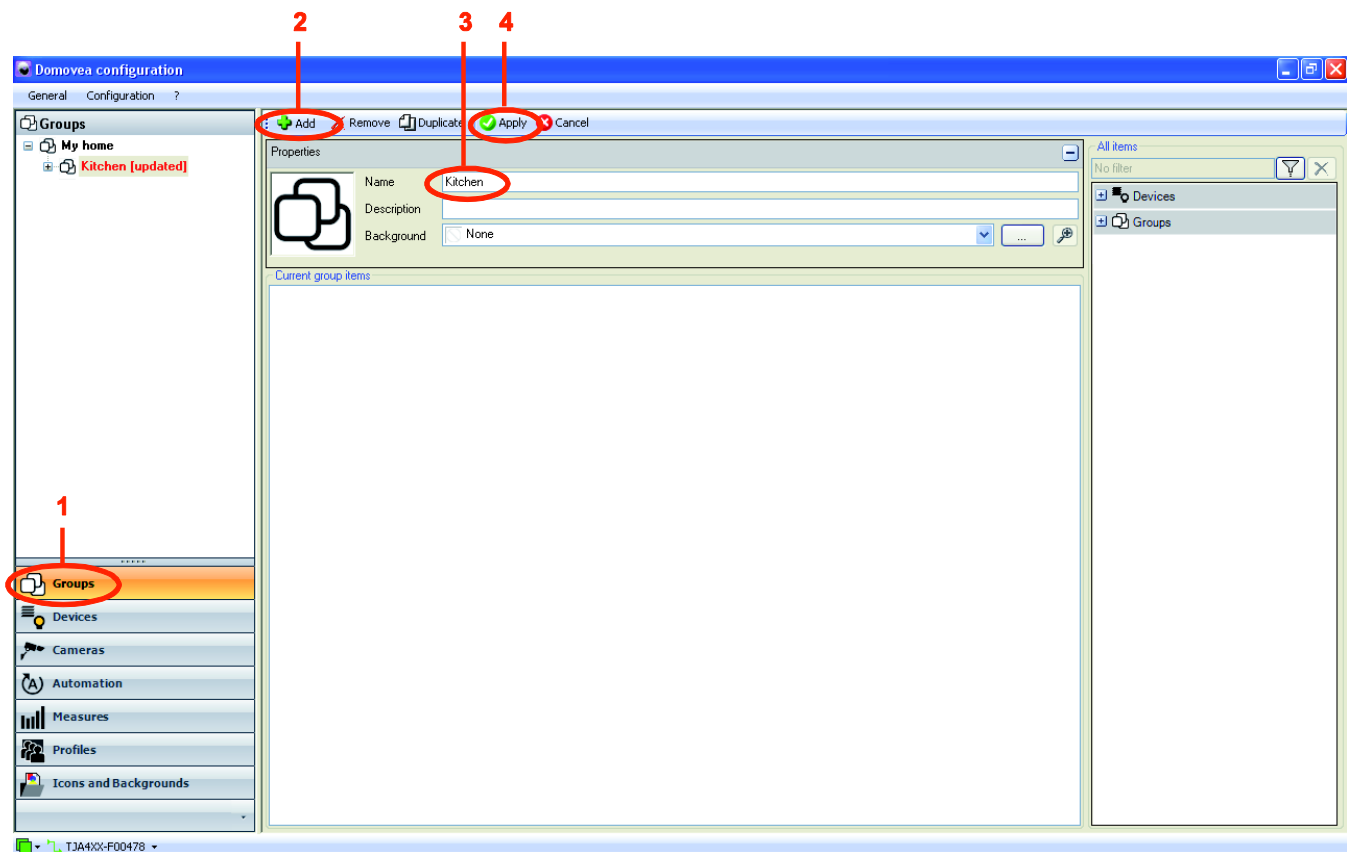 2 3 4
Domovea configuration
General Configuration ?
Groups
Add Remove Duplicate Apply Cancel
My home
Kitchen [updated]
Properties
Name Kitchen
Description
Background None ...
All items
No filter
Devices
Groups
Current group items
1
Groups
Devices
Cameras
Automation
Measures
Profiles
Icons and Backgrounds
TJA4XX-F00478